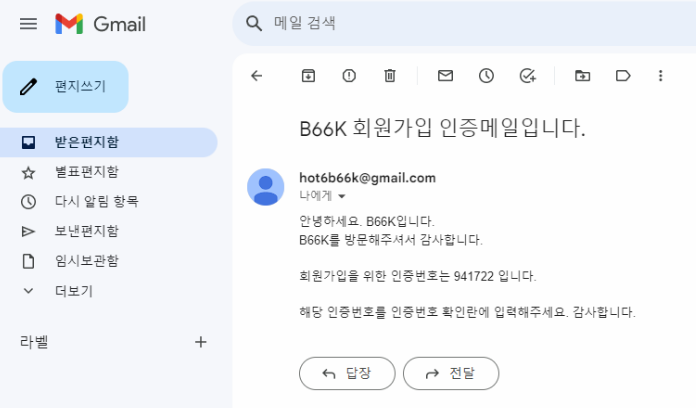 Gmail
메일 검색
편지쓰기
받은편지함
별표편지함
다시 알림 항목
보낸편지함
임시보관함
더보기
라벨
B66K 회원가입 인증메일입니다.
hot6b66k@gmail.com
나에게
안녕하세요. B66K입니다.
B66K를 방문해주셔서 감사합니다.
회원가입을 위한 인증번호는 941722 입니다.
해당 인증번호를 인증번호 확인란에 입력해주세요. 감사합니다.
답장
전달